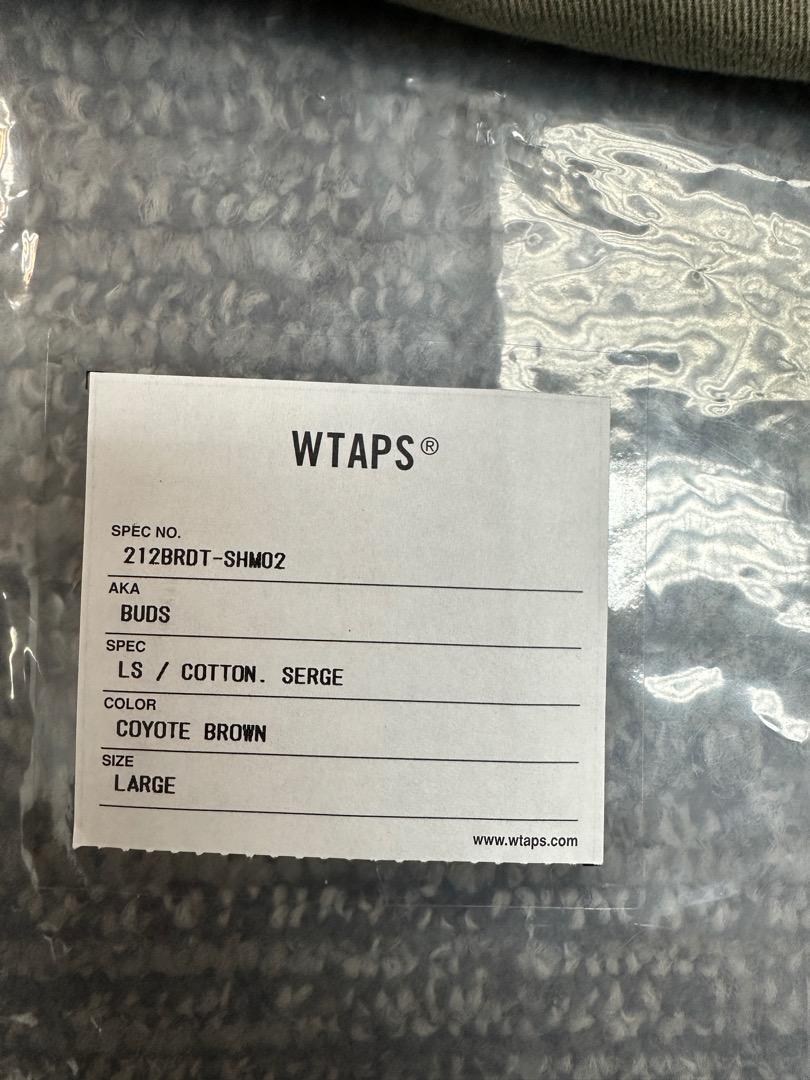 WTAPS®
SPEC NO.
212BRDT-SHM02
AKA
BUDS
SPEC
LS / COTTON. SERGE
COLOR
COYOTE BROWN
SIZE
LARGE
www.wtaps.com